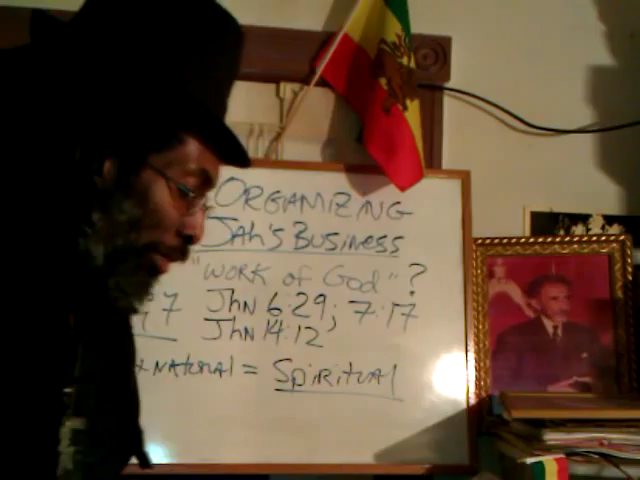 ORGANIZING
JAH'S BUSINESS
"WORK OF GOD"?
7 JhN 6:29; 7:17
JhN 14:12
NATURAL = SPiRiTUAL